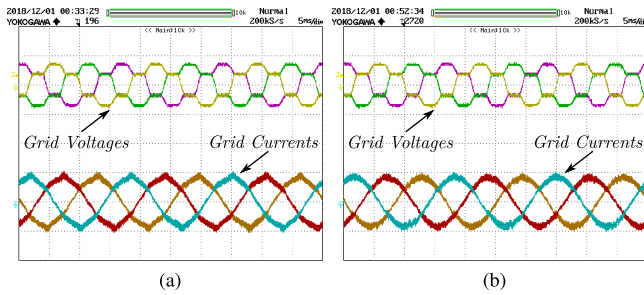 2018/12/01 00:33:29 Normal
YOKOGAWA ◆ 196 10k 200kS/s 5ms/div
<< Main:10k >>
Grid Voltages
Grid Currents
(a)
2018/12/01 00:52:34 Normal
YOKOGAWA ◆ 2720 10k 200kS/s 5ms/div
<< Main:10k >>
Grid Voltages
Grid Currents
(b)